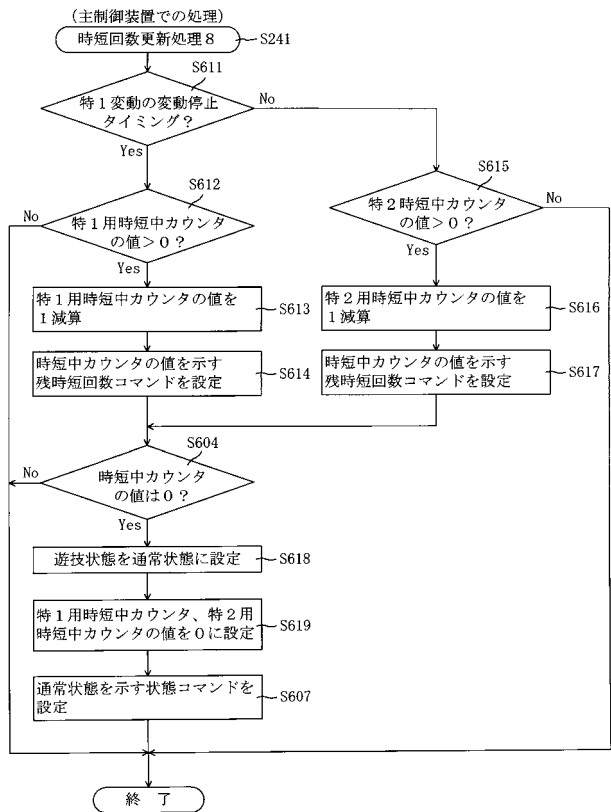 (主制御装置での処理)
時短回数更新処理8
S241
S611
特1変動の変動停止
タイミング?
No
Yes
S612
特1用時短中カウンタ
の値>0?
No
Yes
S615
特2時短中カウンタ
の値>0?
No
Yes
特1用時短中カウンタの値を
1減算
S613
特2用時短中カウンタの値を
1減算
S616
時短中カウンタの値を示す
残時短回数コマンドを設定
S614
時短中カウンタの値を示す
残時短回数コマンドを設定
S617
S604
時短中カウンタ
の値は0?
No
Yes
遊技状態を通常状態に設定
S618
特1用時短中カウンタ、特2用
時短中カウンタの値を0に設定
S619
通常状態を示す状態コマンドを
設定
S607
終 了